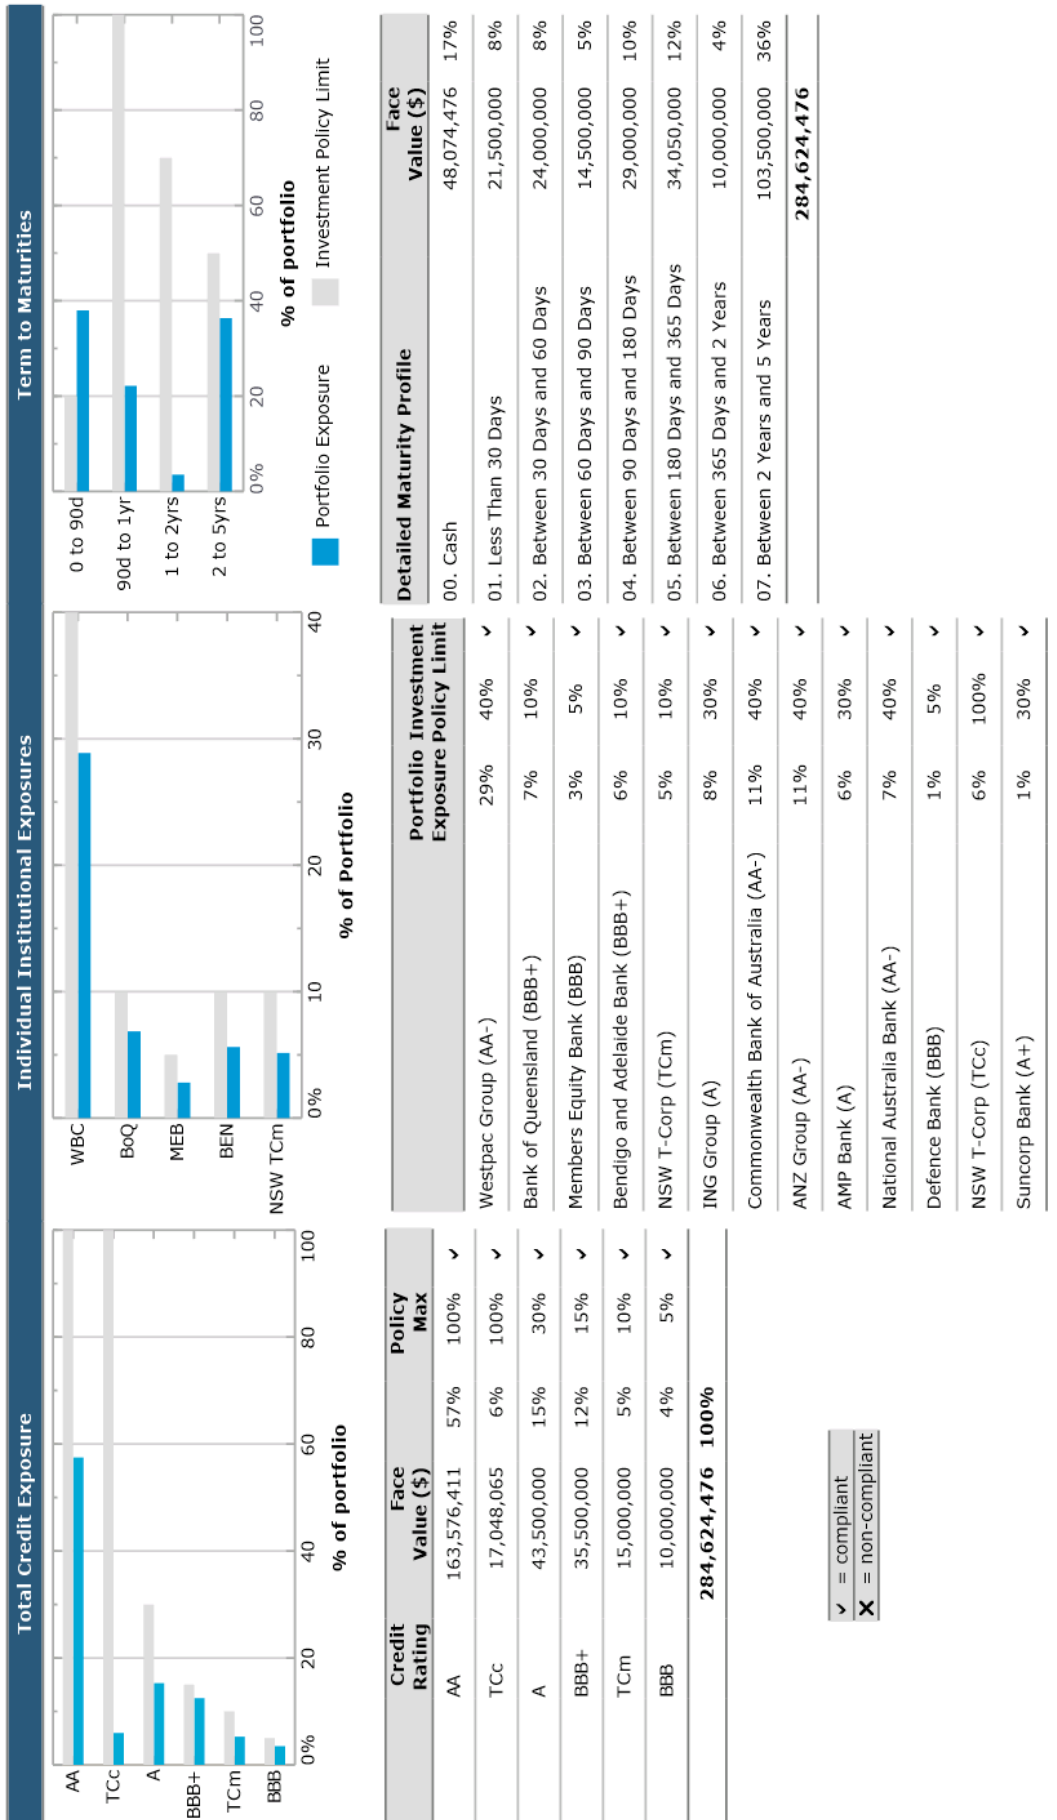 Total Credit Exposure
AA
TCc
A
BBB+
TCm
BBB
0% 20 40 60 80 100
% of portfolio
Credit Rating Face Value ($) Policy Max
AA 163,576,411 57% 100% ✓
TCc 17,048,065 6% 100% ✓
A 43,500,000 15% 30% ✓
BBB+ 35,500,000 12% 15% ✓
TCm 15,000,000 5% 10% ✓
BBB 10,000,000 4% 5% ✓
284,624,476 100%
✓ = compliant
✗ = non-compliant
Individual Institutional Exposures
WBC
BoQ
MEB
BEN
NSW TCm
0% 10 20 30 40
% of Portfolio
Portfolio Investment
Exposure Policy Limit
Westpac Group (AA-) 29% 40% ✓
Bank of Queensland (BBB+) 7% 10% ✓
Members Equity Bank (BBB) 3% 5% ✓
Bendigo and Adelaide Bank (BBB+) 6% 10% ✓
NSW T-Corp (TCm) 5% 10% ✓
ING Group (A) 8% 30% ✓
Commonwealth Bank of Australia (AA-) 11% 40% ✓
ANZ Group (AA-) 11% 40% ✓
AMP Bank (A) 6% 30% ✓
National Australia Bank (AA-) 7% 40% ✓
Defence Bank (BBB) 1% 5% ✓
NSW T-Corp (TCc) 6% 100% ✓
Suncorp Bank (A+) 1% 30% ✓
Term to Maturities
0 to 90d
90d to 1yr
1 to 2yrs
2 to 5yrs
0% 20 40 60 80 100
% of portfolio
Portfolio Exposure Investment Policy Limit
Detailed Maturity Profile Face Value ($)
00. Cash 48,074,476 17%
01. Less Than 30 Days 21,500,000 8%
02. Between 30 Days and 60 Days 24,000,000 8%
03. Between 60 Days and 90 Days 14,500,000 5%
04. Between 90 Days and 180 Days 29,000,000 10%
05. Between 180 Days and 365 Days 34,050,000 12%
06. Between 365 Days and 2 Years 10,000,000 4%
07. Between 2 Years and 5 Years 103,500,000 36%
284,624,476